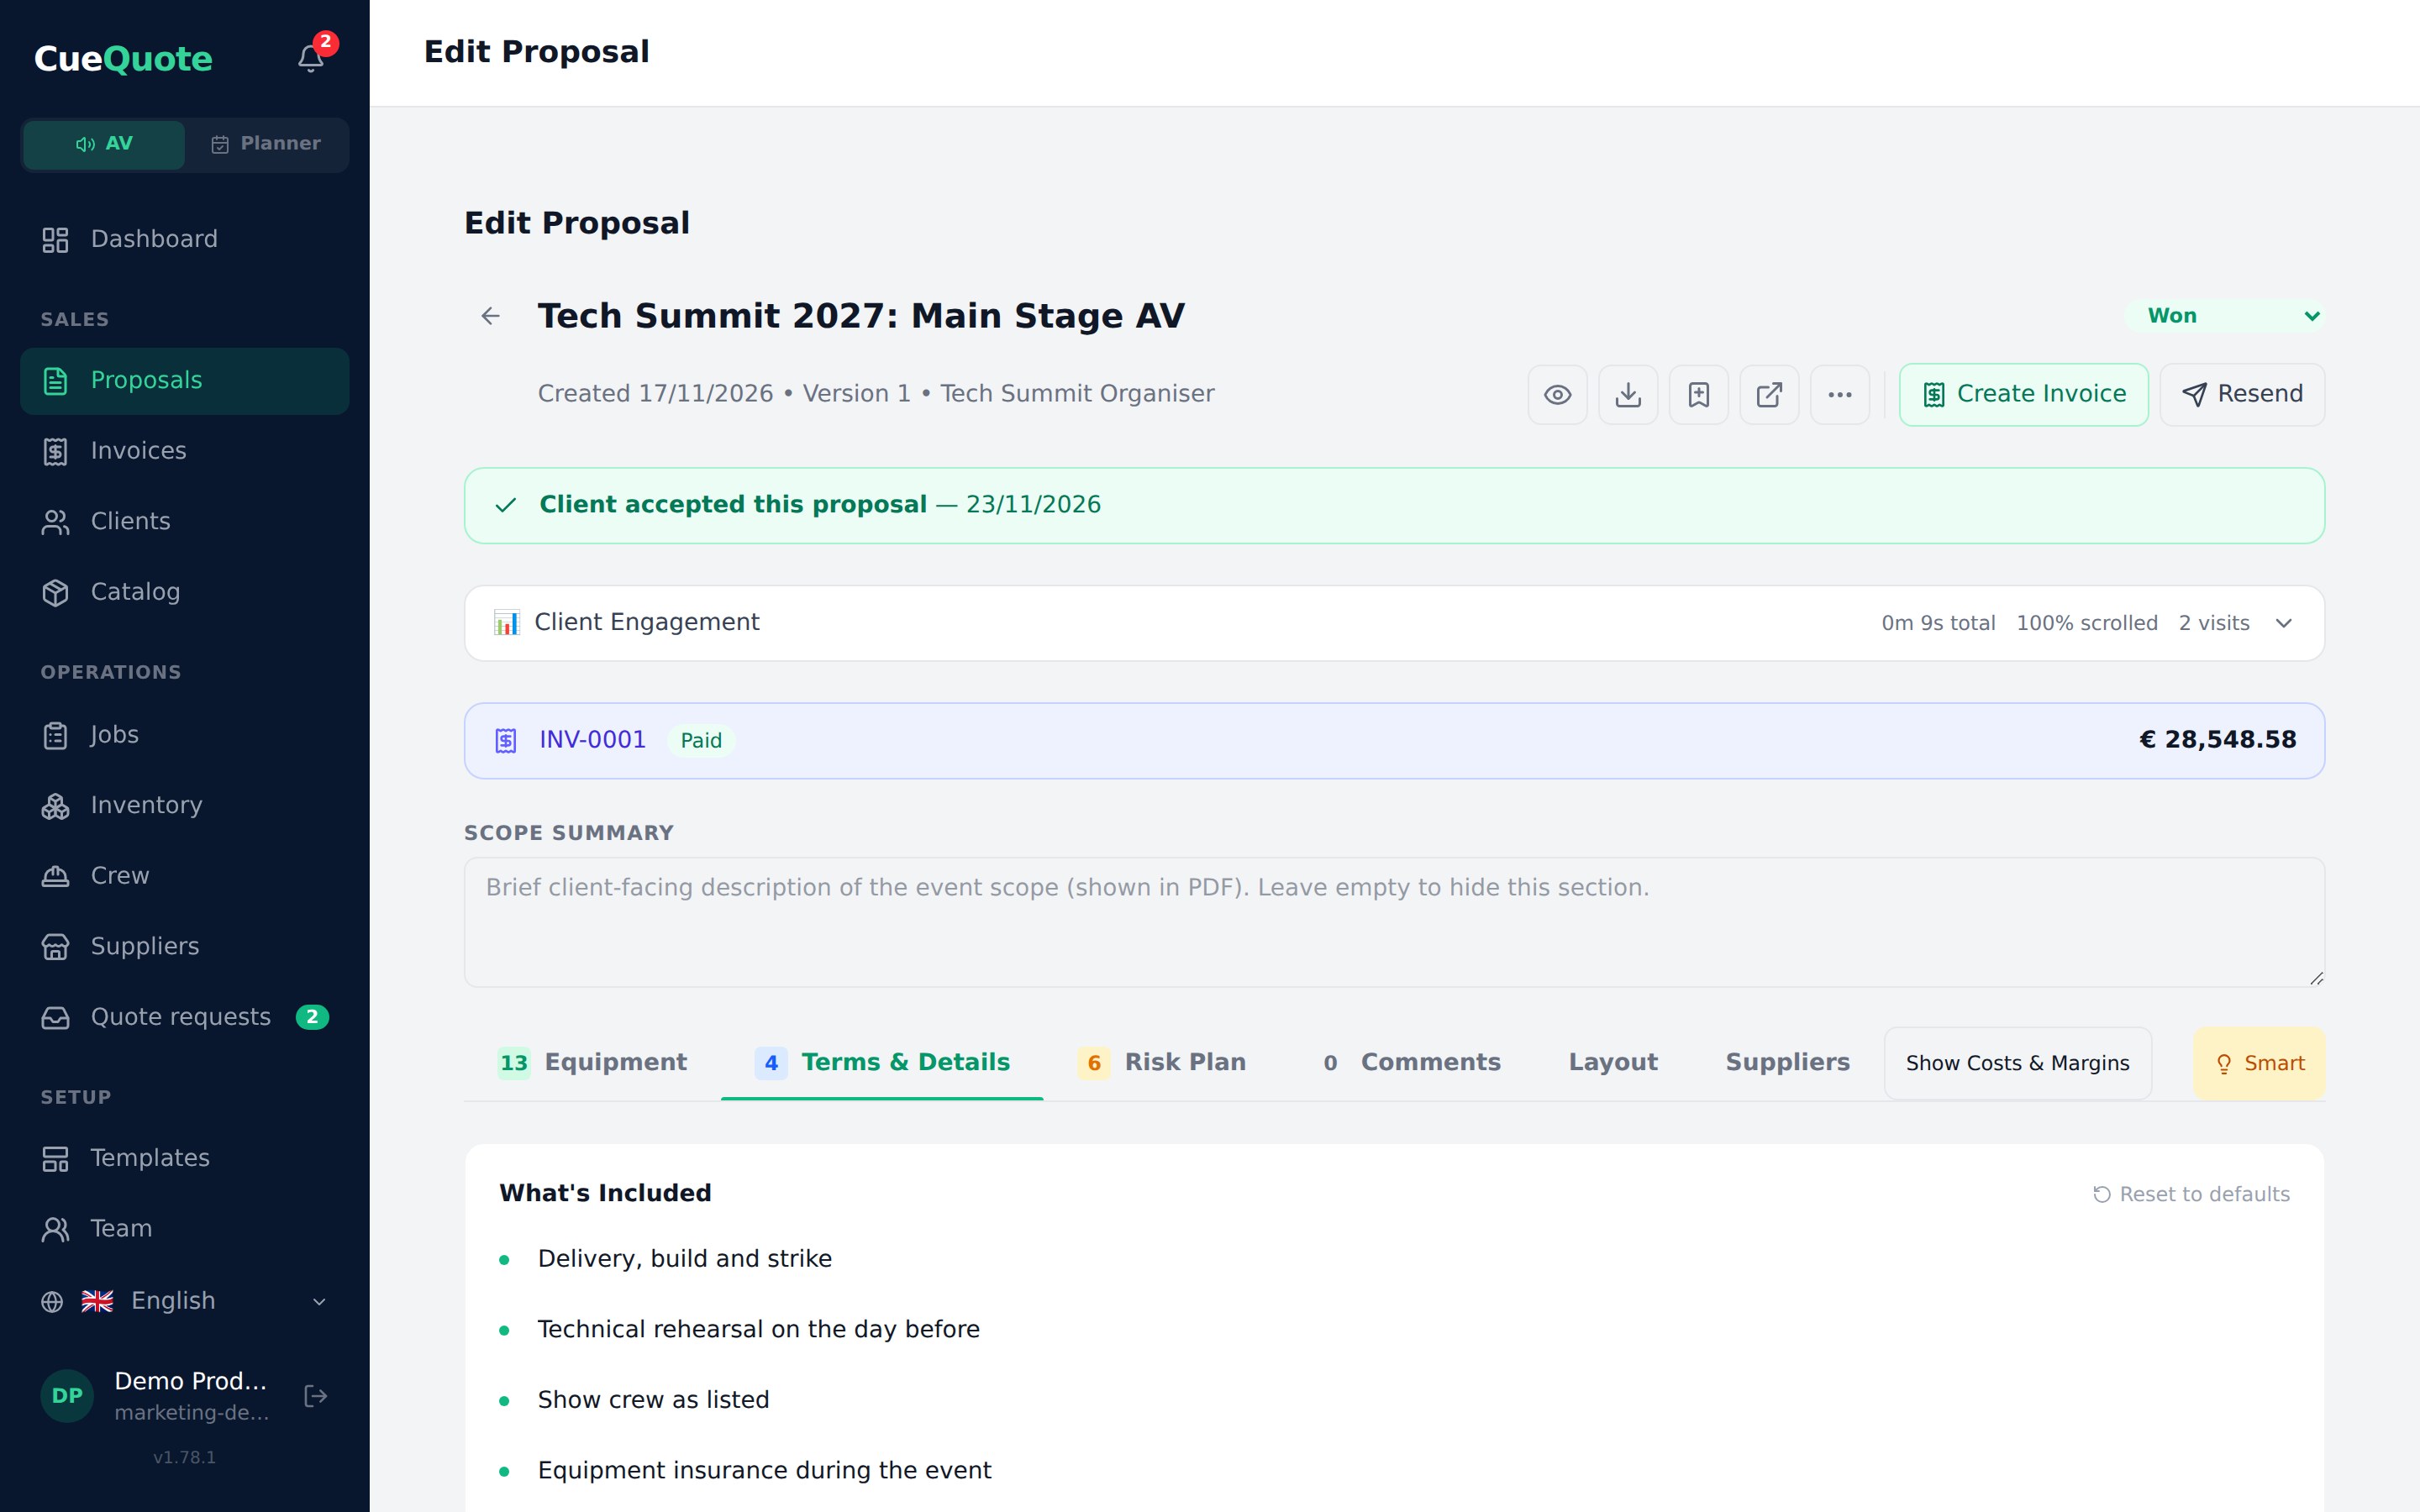 CueQuote
2
AV
Planner
Dashboard
SALES
Proposals
Invoices
Clients
Catalog
OPERATIONS
Jobs
Inventory
Crew
Suppliers
Quote requests 2
SETUP
Templates
Team
English
DP
Demo Prod...
marketing-de...
v1.78.1
Edit Proposal
Edit Proposal
Tech Summit 2027: Main Stage AV
Won
Created 17/11/2026 • Version 1 • Tech Summit Organiser
Create Invoice
Resend
Client accepted this proposal — 23/11/2026
Client Engagement
0m 9s total 100% scrolled 2 visits
INV-0001 Paid € 28,548.58
SCOPE SUMMARY
Brief client-facing description of the event scope (shown in PDF). Leave empty to hide this section.
13 Equipment 4 Terms & Details 6 Risk Plan 0 Comments Layout Suppliers Show Costs & Margins Smart
What's Included
Reset to defaults
Delivery, build and strike
Technical rehearsal on the day before
Show crew as listed
Equipment insurance during the event